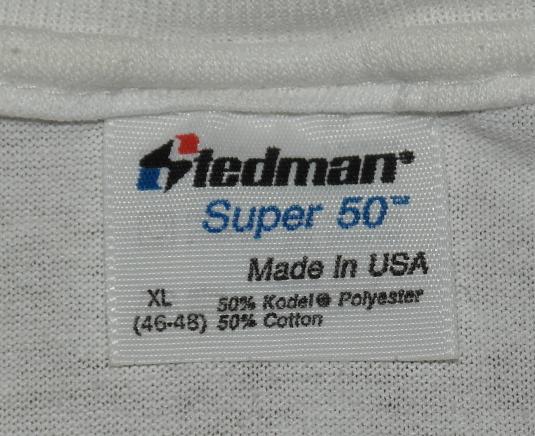 Stedman®
Super 50™
Made In USA
XL 50% Kodel® Polyester
(46-48) 50% Cotton